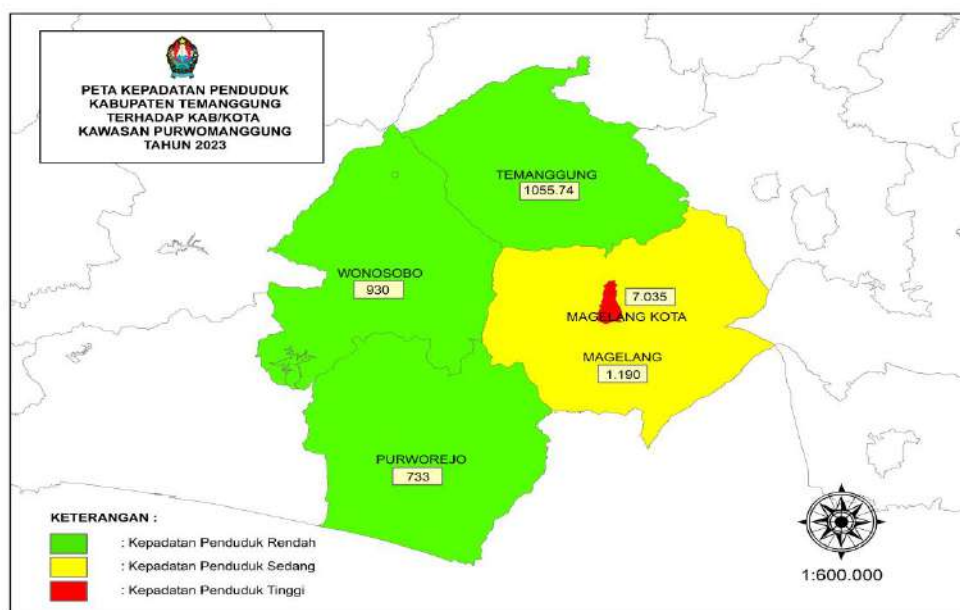 PETA KEPADATAN PENDUDUK
KABUPATEN TEMANGGUNG
TERHADAP KAB/KOTA
KAWASAN PURWOMANGGUNG
TAHUN 2023
TEMANGGUNG
1055.74
WONOSOBO
930
7.035
MAGELANG KOTA
MAGELANG
1.190
PURWOREJO
733
KETERANGAN :
: Kepadatan Penduduk Rendah
: Kepadatan Penduduk Sedang
: Kepadatan Penduduk Tinggi
1:600.000